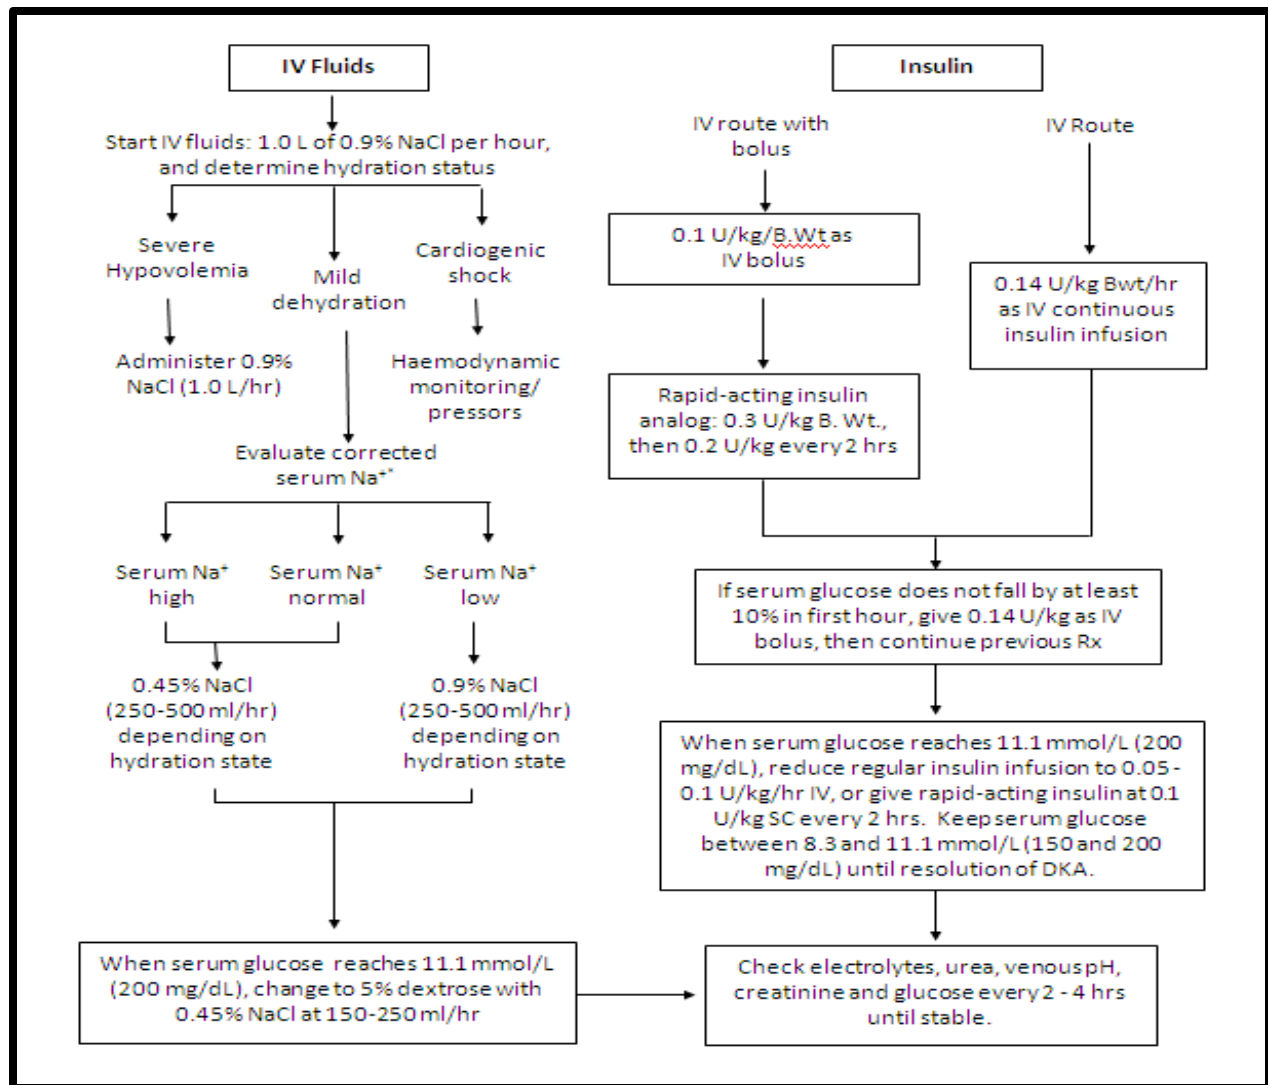 IV Fluids
Start IV fluids: 1.0 L of 0.9% NaCl per hour,
and determine hydration status
Severe
Hypovolemia
Mild
dehydration
Cardiogenic
shock
Administer 0.9%
NaCl (1.0 L/hr)
Haemodynamic
monitoring/
pressors
Evaluate corrected
serum Na⁺*
Serum Na⁺
high
Serum Na⁺
normal
Serum Na⁺
low
0.45% NaCl
(250-500 ml/hr)
depending on
hydration state
0.9% NaCl
(250-500 ml/hr)
depending on
hydration state
When serum glucose reaches 11.1 mmol/L
(200 mg/dL), change to 5% dextrose with
0.45% NaCl at 150-250 ml/hr
Insulin
IV route with
bolus
IV Route
0.1 U/kg/B.Wt as
IV bolus
0.14 U/kg Bwt/hr
as IV continuous
insulin infusion
Rapid-acting insulin
analog: 0.3 U/kg B. Wt.,
then 0.2 U/kg every 2 hrs
If serum glucose does not fall by at least
10% in first hour, give 0.14 U/kg as IV
bolus, then continue previous Rx
When serum glucose reaches 11.1 mmol/L (200
mg/dL), reduce regular insulin infusion to 0.05 -
0.1 U/kg/hr IV, or give rapid-acting insulin at 0.1
U/kg SC every 2 hrs. Keep serum glucose
between 8.3 and 11.1 mmol/L (150 and 200
mg/dL) until resolution of DKA.
Check electrolytes, urea, venous pH,
creatinine and glucose every 2 - 4 hrs
until stable.